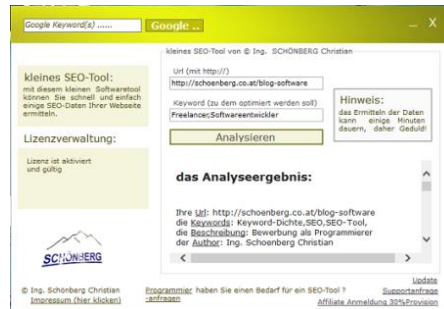 Google Keyword(s) ......
Google ..
_ X
kleines SEO-Tool von © Ing. SCHÖNBERG Christian
kleines SEO-Tool:
mit diesem kleinen Softwaretool
können Sie schnell und einfach
einige SEO-Daten Ihrer Webseite
ermitteln.
Lizenzverwaltung:
Lizenz ist aktiviert
und gültig
Url (mit http://)
http://schoenberg.co.at/blog-software
Keyword (zu dem optimiert werden soll)
Freelancer,Softwareentwickler
Analysieren
Hinweis:
das Ermitteln der Daten
kann einige Minuten
dauern, daher Geduld!
das Analyseergebnis:
Ihre Url: http://schoenberg.co.at/blog-software
die Keywords: Keyword-Dichte,SEO,SEO-Tool,
die Beschreibung: Bewerbung als Programmierer
der Author: Ing. Schoenberg Christian
SCHÖNBERG
© Ing. Schönberg Christian
Impressum (hier klicken)
Programmier haben Sie einen Bedarf für ein SEO-Tool ?
-anfragen
Update
Supportanfrage
Affiliate Anmeldung 30%Provision